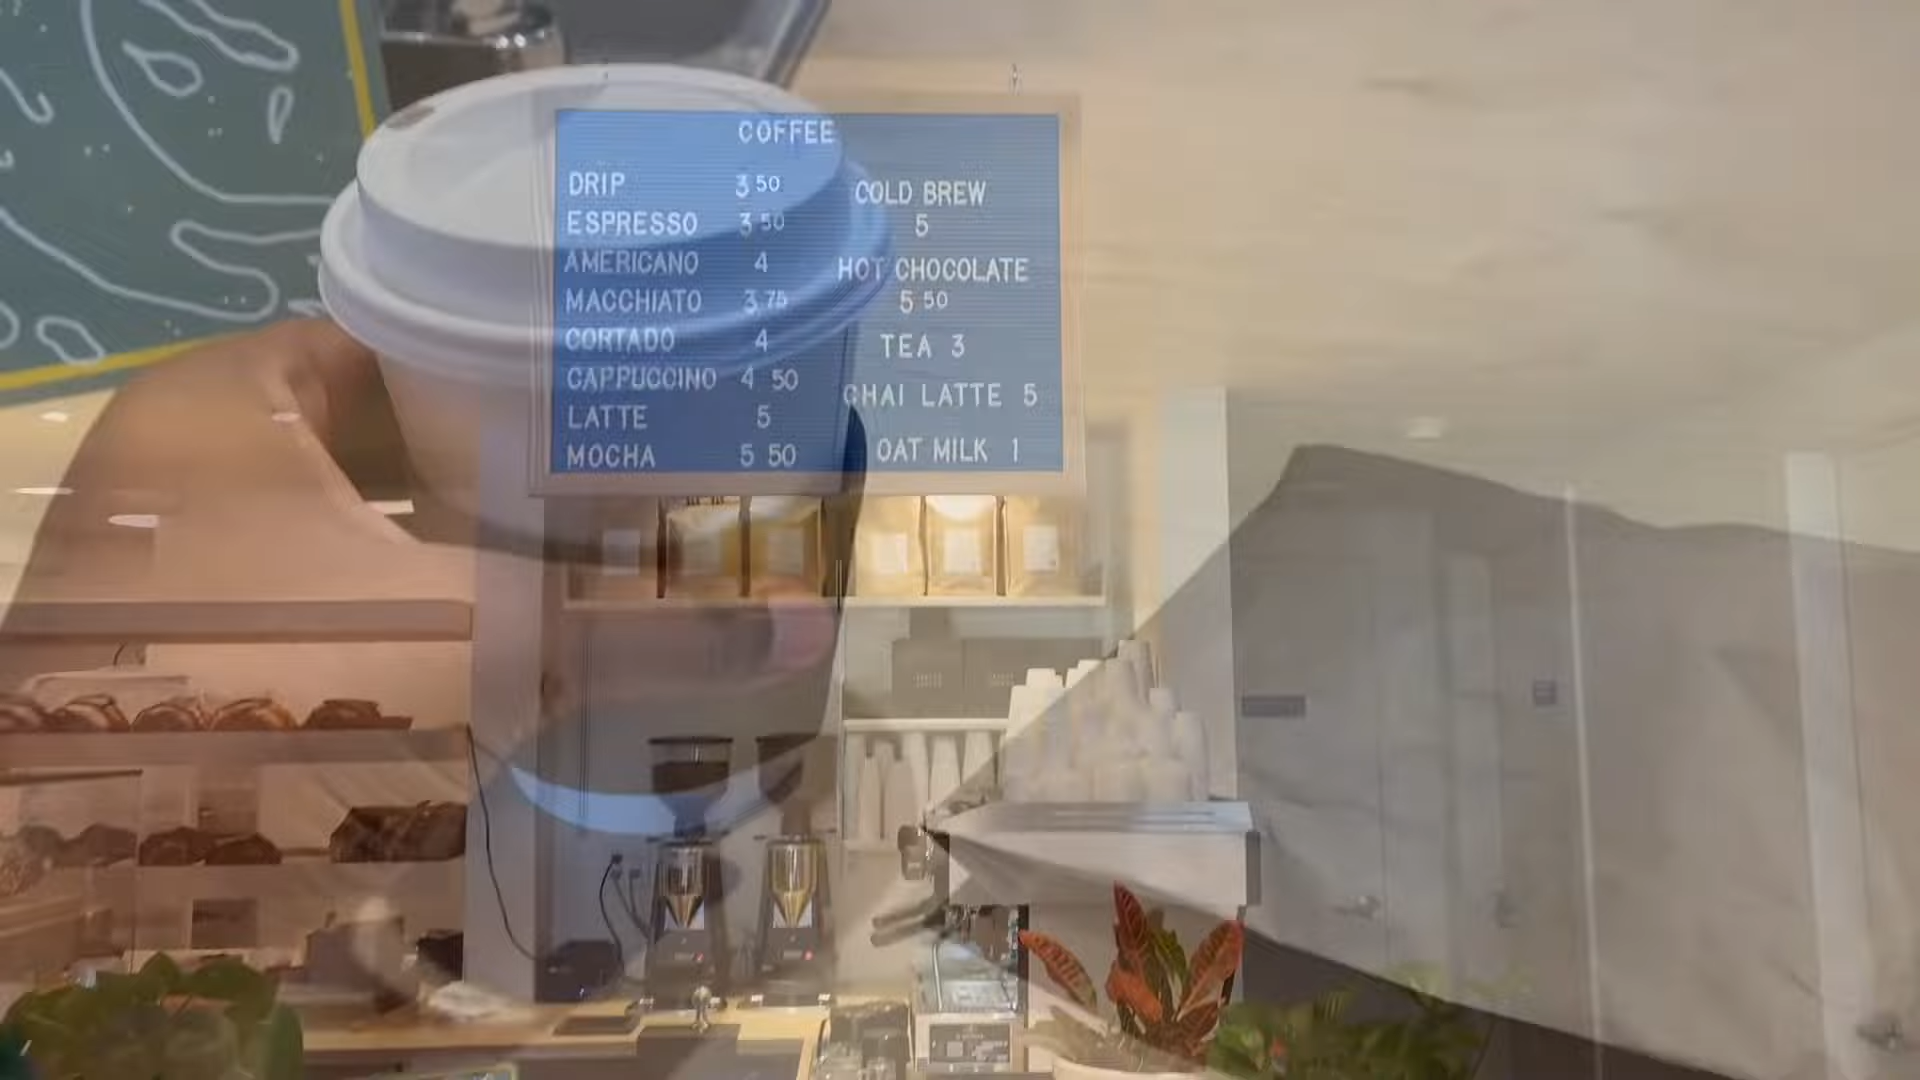 COFFEE
DRIP 3 50
ESPRESSO 3 50
AMERICANO 4
MACCHIATO 3 75
CORTADO 4
CAPPUCCINO 4 50
LATTE 5
MOCHA 5 50
COLD BREW
5
HOT CHOCOLATE
5 50
TEA 3
CHAI LATTE 5
OAT MILK 1